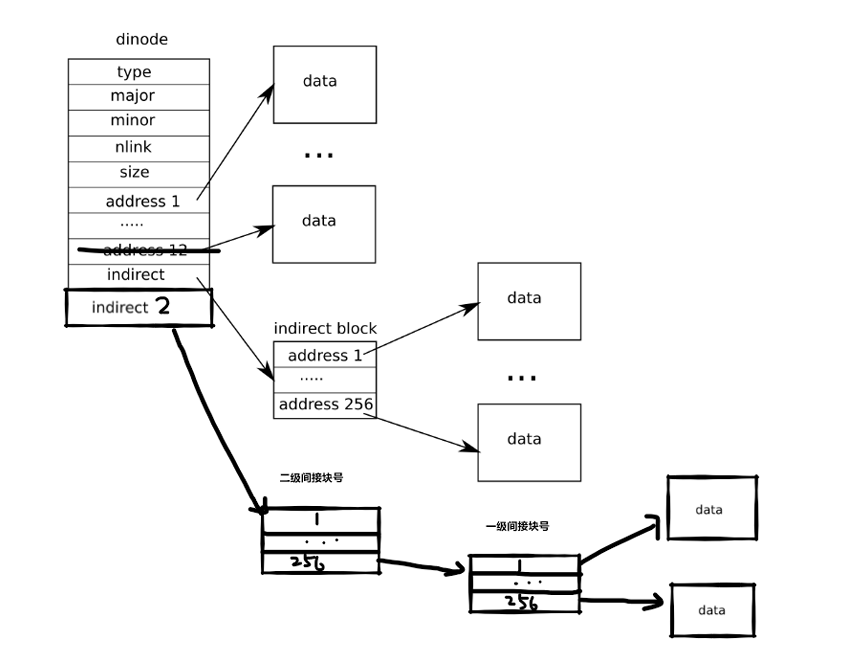 dinode
type
major
minor
nlink
size
address 1
.....
address 12
indirect
indirect 2
data
...
data
indirect block
address 1
.....
address 256
data
...
data
二级间接块号
1
...
256
一级间接块号
1
...
256
data
data